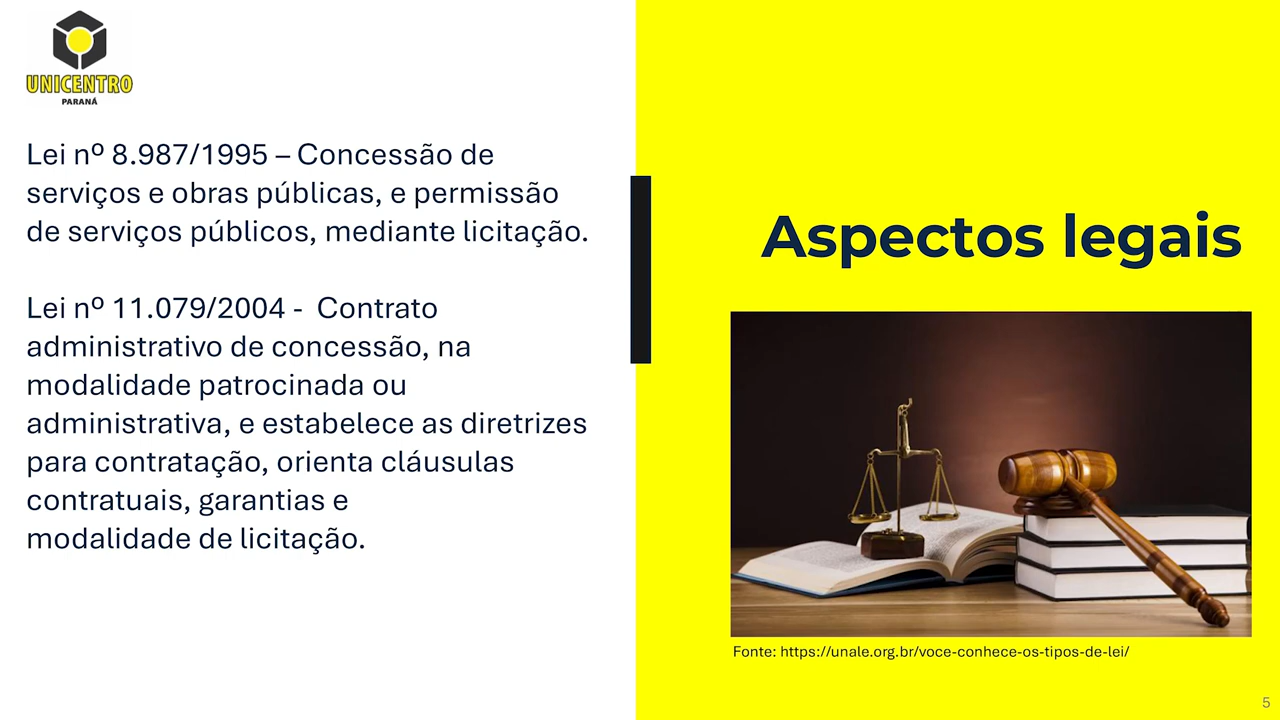 UNICENTRO
PARANÁ
Lei nº 8.987/1995 – Concessão de
serviços e obras públicas, e permissão
de serviços públicos, mediante licitação.
Lei nº 11.079/2004 -  Contrato
administrativo de concessão, na
modalidade patrocinada ou
administrativa, e estabelece as diretrizes
para contratação, orienta cláusulas
contratuais, garantias e
modalidade de licitação.
Aspectos legais
Fonte: https://unale.org.br/voce-conhece-os-tipos-de-lei/
5